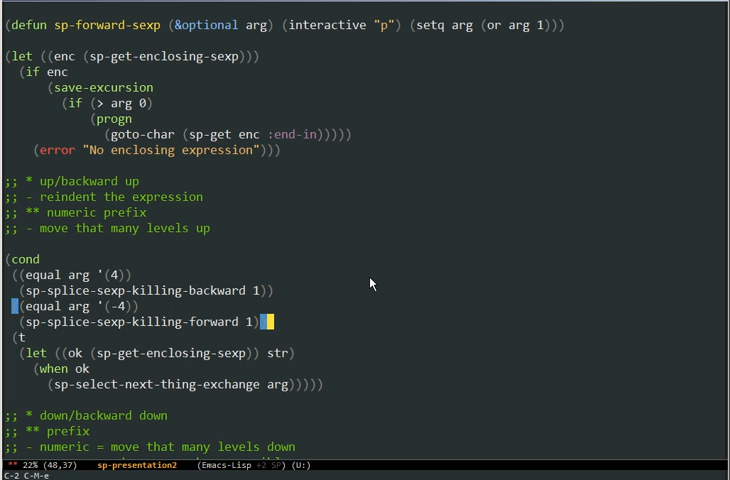 (defun sp-forward-sexp (&optional arg) (interactive "p") (setq arg (or arg 1)))
(let ((enc (sp-get-enclosing-sexp)))
(if enc
(save-excursion
(if (> arg 0)
(progn
(goto-char (sp-get enc :end-in)))))
(error "No enclosing expression")))
;; * up/backward up
;; - reindent the expression
;; ** numeric prefix
;; - move that many levels up
(cond
((equal arg '(4))
(sp-splice-sexp-killing-backward 1))
((equal arg '(-4))
(sp-splice-sexp-killing-forward 1))
(t
(let ((ok (sp-get-enclosing-sexp)) str)
(when ok
(sp-select-next-thing-exchange arg)))))
;; * down/backward down
;; ** prefix
;; - numeric = move that many levels down
** 22% (48,37) sp-presentation2 (Emacs-Lisp +2 SP) (U:)
C-2 C-M-e